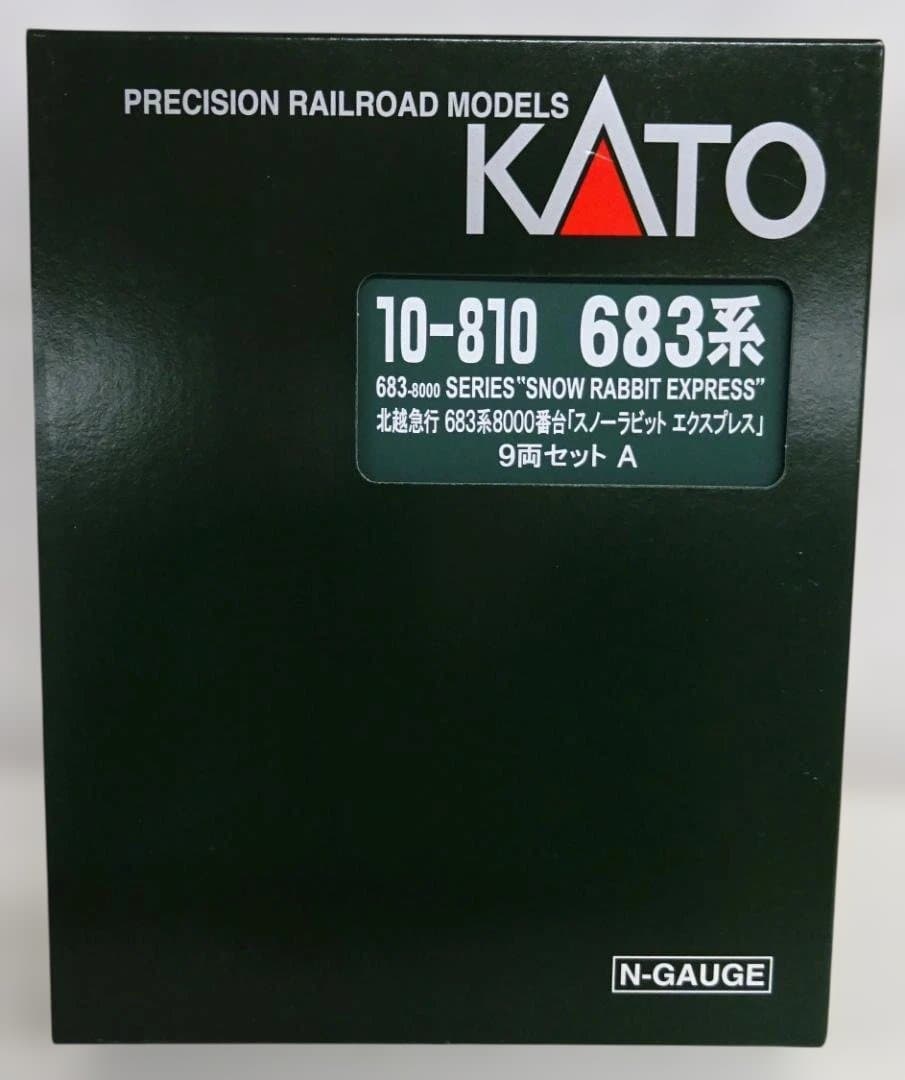 PRECISION RAILROAD MODELS
KATO
10-810 683系
683-8000 SERIES "SNOW RABBIT EXPRESS"
北越急行 683系8000番台「スノーラビット エクスプレス」
9両セット A
N-GAUGE